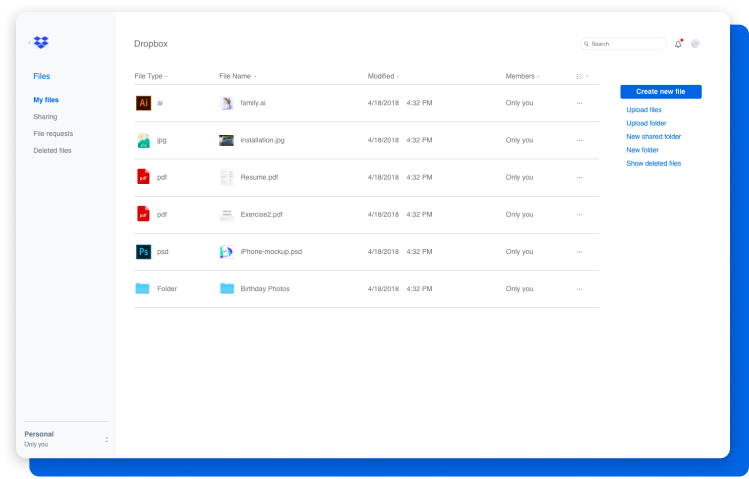 Dropbox
Search
Files
My files
Sharing
File requests
Deleted files
File Type File Name Modified Members
Ai ai family.ai 4/18/2018 4:32 PM Only you ...
jpg installation.jpg 4/18/2018 4:32 PM Only you ...
pdf pdf Resume.pdf 4/18/2018 4:32 PM Only you ...
pdf pdf Exercise2.pdf 4/18/2018 4:32 PM Only you ...
Ps psd iPhone-mockup.psd 4/18/2018 4:32 PM Only you ...
Folder Birthday Photos 4/18/2018 4:32 PM Only you ...
Create new file
Upload files
Upload folder
New shared folder
New folder
Show deleted files
Personal
Only you